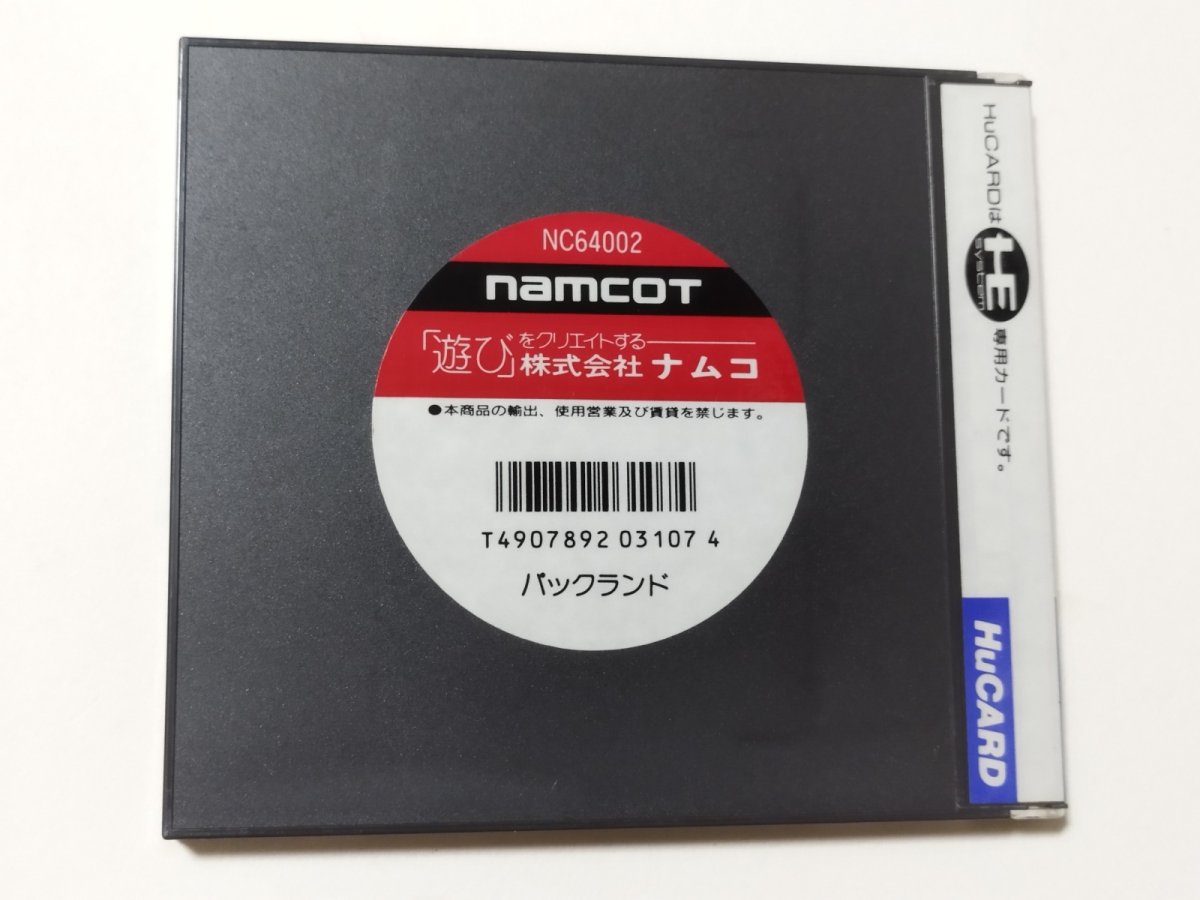 NC64002
namcoT
「遊び」をクリエイトする
株式会社ナムコ
●本商品の輸出、使用営業及び賃貸を禁じます。
T4907892 03107 4
パックランド
HuCARDは HE system 専用カードです。
HuCARD